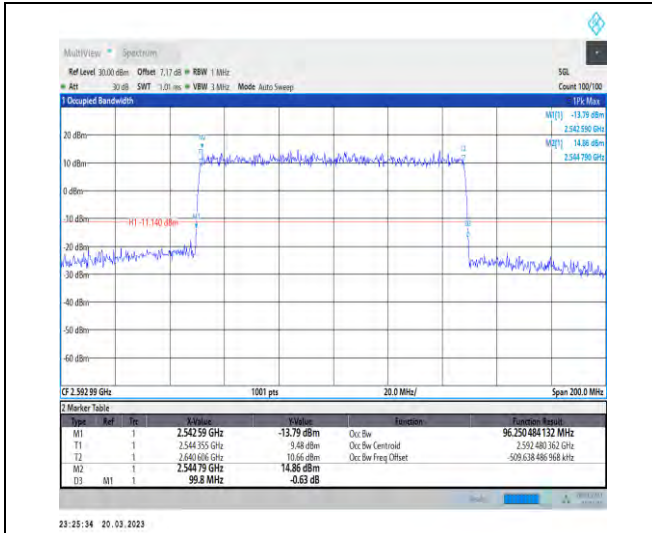 MultiView Spectrum
Ref Level 30.00 dBm Offset 7.17 dB RBW 1 MHz SGL
Att 30 dB SWT 1.01 ms VBW 3 MHz Mode Auto Sweep Count 100/100
1 Occupied Bandwidth 1Pk Max
M1[1] -13.79 dBm
2.542 590 GHz
M2[1] 14.86 dBm
2.544 790 GHz
20 dBm
10 dBm
0 dBm
-10 dBm
H1 -11.140 dBm
-20 dBm
-30 dBm
-40 dBm
-50 dBm
-60 dBm
CF 2.592 99 GHz 1001 pts 20.0 MHz/ Span 200.0 MHz
2 Marker Table
Type Ref Trc X-Value Y-Value Function Function Result
M1 1 2.542 59 GHz -13.79 dBm Occ Bw 96.250 484 132 MHz
T1 1 2.544 355 GHz 9.48 dBm Occ Bw Centroid 2.592 480 362 GHz
T2 1 2.640 606 GHz 10.66 dBm Occ Bw Freq Offset -509.638 486 968 kHz
M2 1 2.544 79 GHz 14.86 dBm
D3 M1 1 99.8 MHz -0.63 dB
23:25:34 20.03.2023